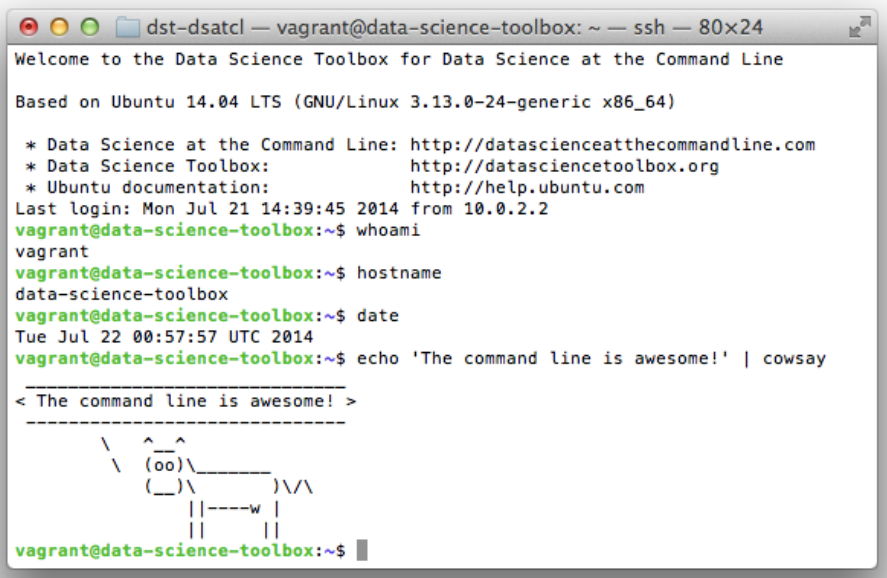 dst-dsatcl — vagrant@data-science-toolbox: ~ — ssh — 80×24
Welcome to the Data Science Toolbox for Data Science at the Command Line

Based on Ubuntu 14.04 LTS (GNU/Linux 3.13.0-24-generic x86_64)

 * Data Science at the Command Line: http://datascienceatthecommandline.com
 * Data Science Toolbox:             http://datasciencetoolbox.org
 * Ubuntu documentation:             http://help.ubuntu.com
Last login: Mon Jul 21 14:39:45 2014 from 10.0.2.2
vagrant@data-science-toolbox:~$ whoami
vagrant
vagrant@data-science-toolbox:~$ hostname
data-science-toolbox
vagrant@data-science-toolbox:~$ date
Tue Jul 22 00:57:57 UTC 2014
vagrant@data-science-toolbox:~$ echo 'The command line is awesome!' | cowsay
 ______________________________
< The command line is awesome! >
 ------------------------------
        \   ^__^
         \  (oo)\_______
            (__)\       )\/\
                ||----w |
                ||     ||
vagrant@data-science-toolbox:~$